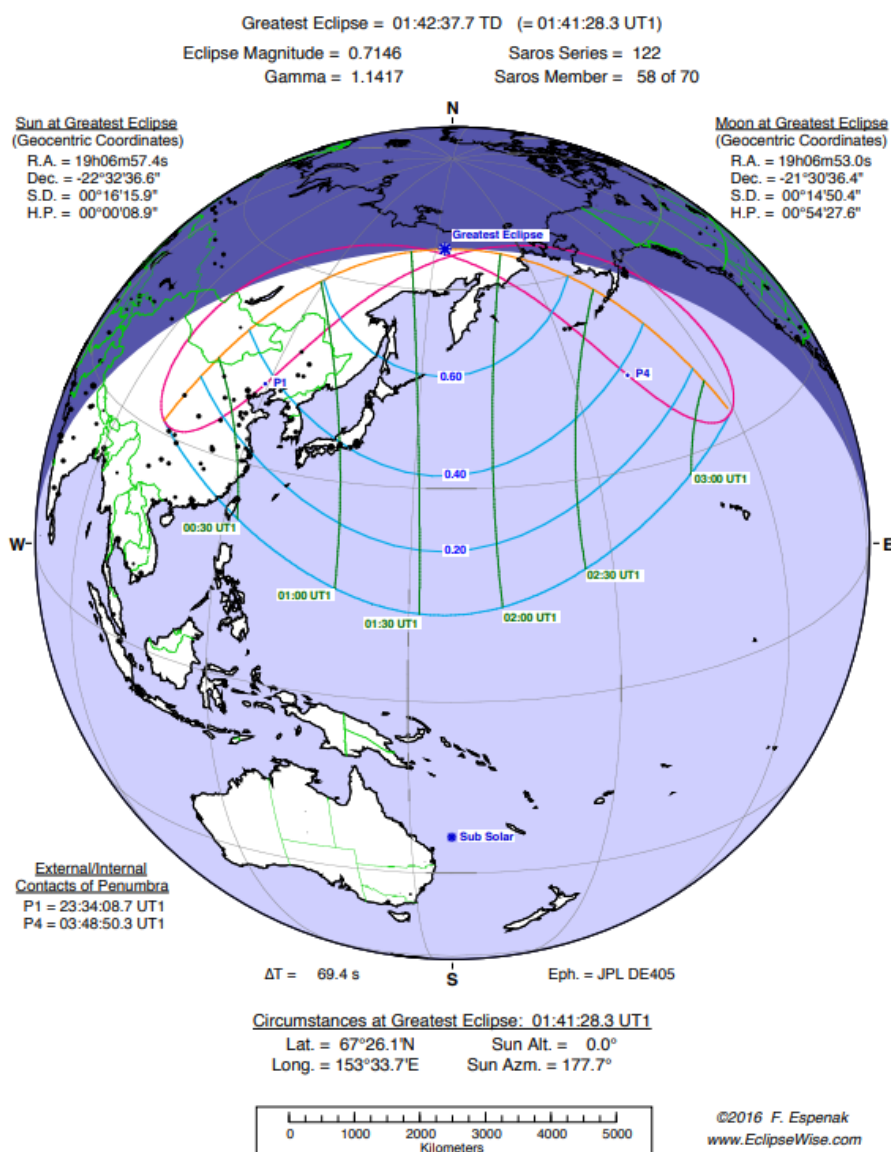 Greatest Eclipse = 01:42:37.7 TD (= 01:41:28.3 UT1)
Eclipse Magnitude = 0.7146 Saros Series = 122
Gamma = 1.1417 Saros Member = 58 of 70
Sun at Greatest Eclipse
(Geocentric Coordinates)
R.A. = 19h06m57.4s
Dec. = -22°32'36.6"
S.D. = 00°16'15.9"
H.P. = 00°00'08.9"
N
Moon at Greatest Eclipse
(Geocentric Coordinates)
R.A. = 19h06m53.0s
Dec. = -21°30'36.4"
S.D. = 00°14'50.4"
H.P. = 00°54'27.6"
Greatest Eclipse
P1
0.60
P4
0.40
03:00 UT1
00:30 UT1
W
E
0.20
02:30 UT1
01:00 UT1
01:30 UT1
02:00 UT1
Sub Solar
External/Internal
Contacts of Penumbra
P1 = 23:34:08.7 UT1
P4 = 03:48:50.3 UT1
ΔT = 69.4 s
S
Eph. = JPL DE405
Circumstances at Greatest Eclipse: 01:41:28.3 UT1
Lat. = 67°26.1'N Sun Alt. = 0.0°
Long. = 153°33.7'E Sun Azm. = 177.7°
0 1000 2000 3000 4000 5000
Kilometers
©2016 F. Espenak
www.EclipseWise.com